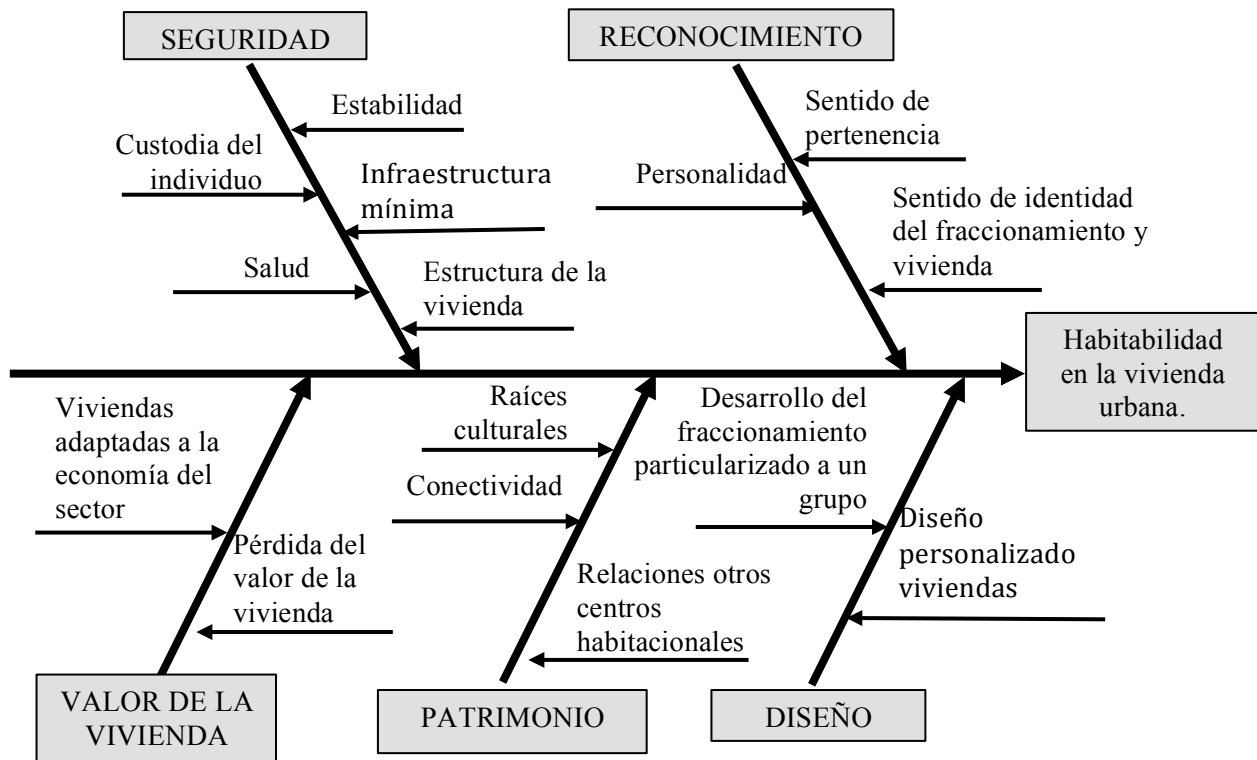 SEGURIDAD
RECONOCIMIENTO
Estabilidad
Custodia del
individuo
Infraestructura
mínima
Salud
Estructura de la
vivienda
Sentido de
pertenencia
Personalidad
Sentido de identidad
del fraccionamiento y
vivienda
Habitabilidad
en la vivienda
urbana.
Viviendas
adaptadas a la
economía del
sector
Pérdida del
valor de la
vivienda
Raíces
culturales
Conectividad
Relaciones otros
centros
habitacionales
Desarrollo del
fraccionamiento
particularizado a un
grupo
Diseño
personalizado
viviendas
VALOR DE LA
VIVIENDA
PATRIMONIO
DISEÑO